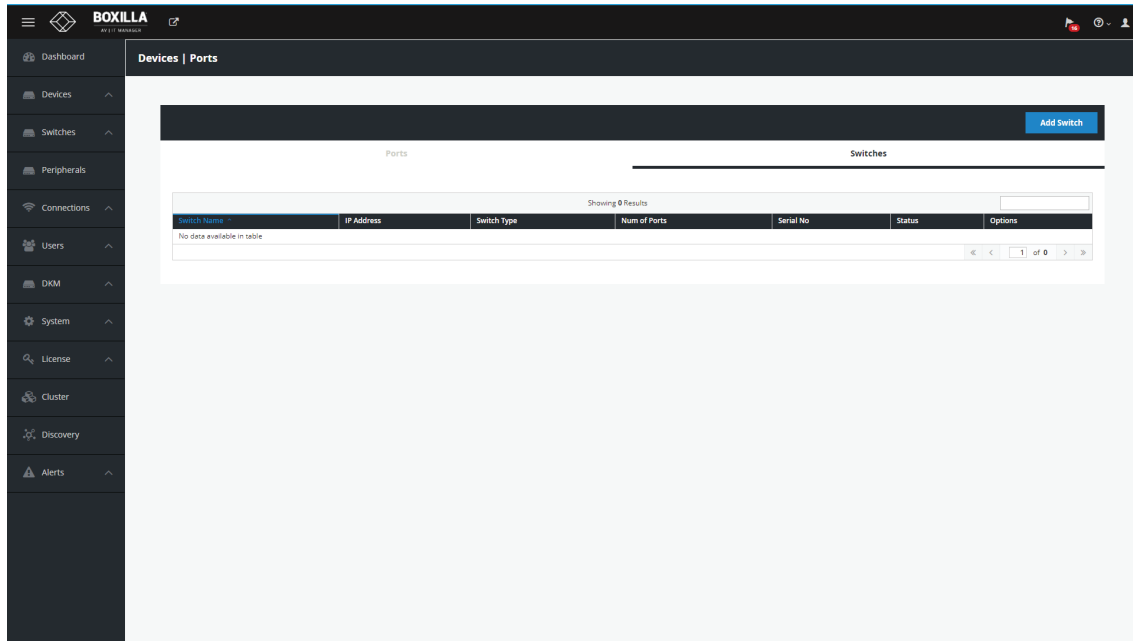 BOXILLA
AV | IT MANAGER
16
Dashboard
Devices | Ports
Devices
Switches
Peripherals
Connections
Users
DKM
System
License
Cluster
Discovery
Alerts
Add Switch
Ports Switches
Showing 0 Results
Switch Name IP Address Switch Type Num of Ports Serial No Status Options
No data available in table
« < 1 of 0 > »